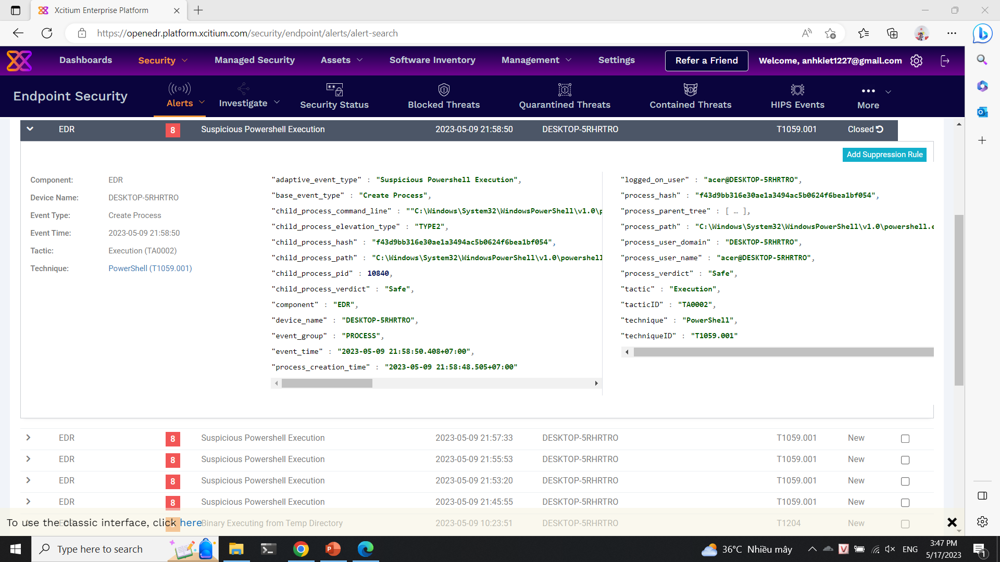 Xcitium Enterprise Platform
https://openedr.platform.xcitium.com/security/endpoint/alerts/alert-search
Dashboards Security Managed Security Assets Software Inventory Management Settings Refer a Friend Welcome, anhkiet1227@gmail.com
Endpoint Security Alerts Investigate Security Status Blocked Threats Quarantined Threats Contained Threats HIPS Events More
EDR 8 Suspicious Powershell Execution 2023-05-09 21:58:50 DESKTOP-5RHRTRO T1059.001 Closed
Add Suppression Rule
Component: EDR
Device Name: DESKTOP-5RHRTRO
Event Type: Create Process
Event Time: 2023-05-09 21:58:50
Tactic: Execution (TA0002)
Technique: PowerShell (T1059.001)
"adaptive_event_type" : "Suspicious Powershell Execution",
"base_event_type" : "Create Process",
"child_process_command_line" : ""C:\Windows\System32\WindowsPowerShell\v1.0\p
"child_process_elevation_type" : "TYPE2",
"child_process_hash" : "f43d9bb316e30ae1a3494ac5b0624f6bea1bf054",
"child_process_path" : "C:\Windows\System32\WindowsPowerShell\v1.0\powershell
"child_process_pid" : 10840,
"child_process_verdict" : "Safe",
"component" : "EDR",
"device_name" : "DESKTOP-5RHRTRO",
"event_group" : "PROCESS",
"event_time" : "2023-05-09 21:58:50.408+07:00",
"process_creation_time" : "2023-05-09 21:58:48.505+07:00"
"logged_on_user" : "acer@DESKTOP-5RHRTRO",
"process_hash" : "f43d9bb316e30ae1a3494ac5b0624f6bea1bf054",
"process_parent_tree" : [ … ],
"process_path" : "C:\Windows\System32\WindowsPowerShell\v1.0\powershell.e
"process_user_domain" : "DESKTOP-5RHRTRO",
"process_user_name" : "acer@DESKTOP-5RHRTRO",
"process_verdict" : "Safe",
"tactic" : "Execution",
"tacticID" : "TA0002",
"technique" : "PowerShell",
"techniqueID" : "T1059.001"
EDR 8 Suspicious Powershell Execution 2023-05-09 21:57:33 DESKTOP-5RHRTRO T1059.001 New
EDR 8 Suspicious Powershell Execution 2023-05-09 21:55:53 DESKTOP-5RHRTRO T1059.001 New
EDR 8 Suspicious Powershell Execution 2023-05-09 21:53:20 DESKTOP-5RHRTRO T1059.001 New
EDR 8 Suspicious Powershell Execution 2023-05-09 21:45:55 DESKTOP-5RHRTRO T1059.001 New
EDR Binary Executing from Temp Directory 2023-05-09 10:23:51 DESKTOP-5RHRTRO T1204 New
To use the classic interface, click here
Type here to search
36°C Nhiều mây
ENG
3:47 PM
5/17/2023
1